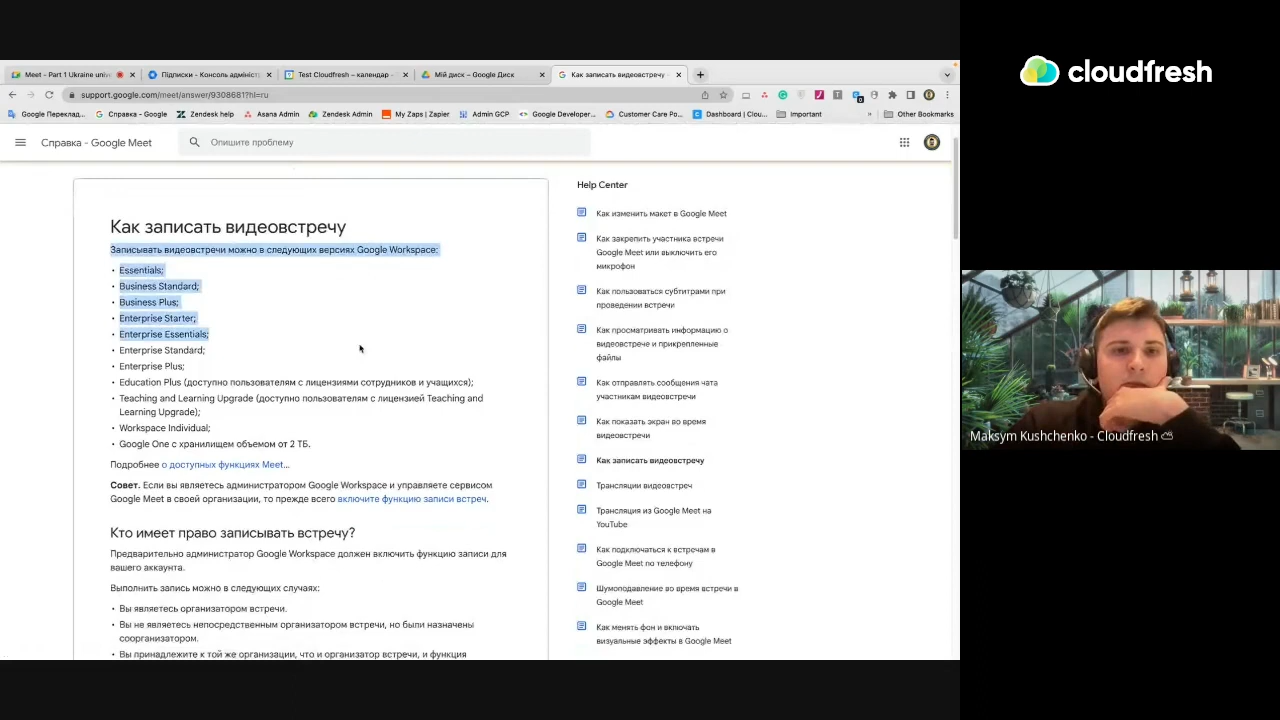 Meet – Part 1 Ukraine univ
Підписки – Консоль адмініст
Test Cloudfresh – календар -
Мій диск – Google Диск
Как записать видеовстречу -
support.google.com/meet/answer/9308681?hl=ru
Google Переклад...
Справка - Google
Zendesk help
Asana Admin
Zendesk Admin
My Zaps | Zapier
Admin GCP
Google Developer...
Customer Care Po...
Dashboard | Clou...
Important
»
Other Bookmarks
Справка - Google Meet
Опишите проблему
Как записать видеовстречу
Записывать видеовстречи можно в следующих версиях Google Workspace:
• Essentials;
• Business Standard;
• Business Plus;
• Enterprise Starter;
• Enterprise Essentials;
• Enterprise Standard;
• Enterprise Plus;
• Education Plus (доступно пользователям с лицензиями сотрудников и учащихся);
• Teaching and Learning Upgrade (доступно пользователям с лицензией Teaching and
Learning Upgrade);
• Workspace Individual;
• Google One с хранилищем объемом от 2 ТБ.
Подробнее о доступных функциях Meet...
Совет. Если вы являетесь администратором Google Workspace и управляете сервисом
Google Meet в своей организации, то прежде всего включите функцию записи встреч.
Кто имеет право записывать встречу?
Предварительно администратор Google Workspace должен включить функцию записи для
вашего аккаунта.
Выполнить запись можно в следующих случаях:
• Вы являетесь организатором встречи.
• Вы не являетесь непосредственным организатором встречи, но были назначены
соорганизатором.
• Вы принадлежите к той же организации, что и организатор встречи, и функция
Help Center
Как изменить макет в Google Meet
Как закрепить участника встречи
Google Meet или выключить его
микрофон
Как пользоваться субтитрами при
проведении встречи
Как просматривать информацию о
встрече и прикрепленные
файлы
Как отправлять сообщения чата
участникам видеовстречи
Как показать экран во время
видеовстречи
Как записать видеовстречу
Трансляции видеовстреч
Трансляция из Google Meet на
YouTube
Как подключаться к встречам в
Google Meet по телефону
Шумоподавление во время встречи в
Google Meet
Как менять фон и включать
визуальные эффекты в Google Meet
cloudfresh
Maksym Kushchenko - Cloudfresh